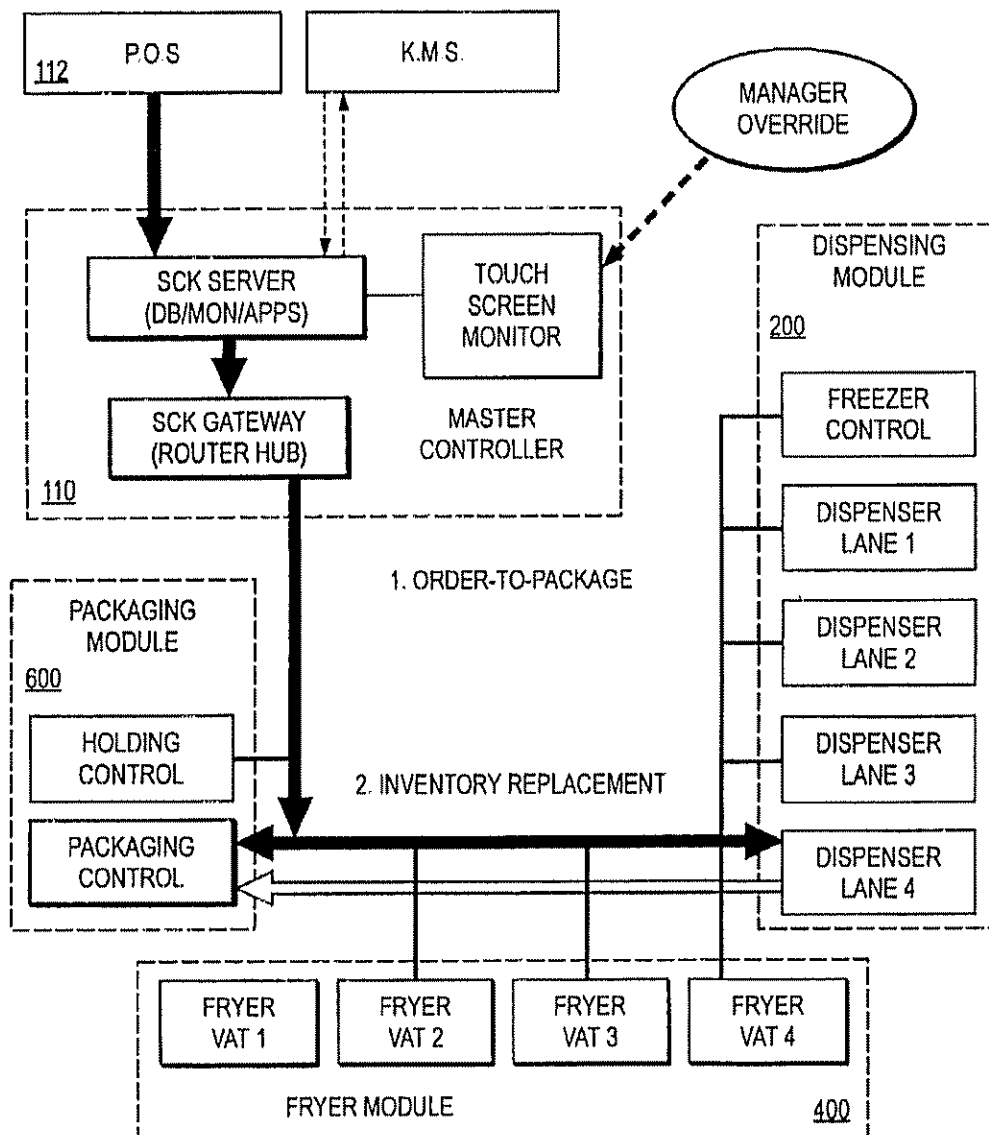 P.O.S
112
K.M.S.
MANAGER
OVERRIDE
SCK SERVER
(DB/MON/APPS)
TOUCH
SCREEN
MONITOR
SCK GATEWAY
(ROUTER HUB)
MASTER
CONTROLLER
110
DISPENSING
MODULE
200
FREEZER
CONTROL
DISPENSER
LANE 1
DISPENSER
LANE 2
DISPENSER
LANE 3
DISPENSER
LANE 4
1. ORDER-TO-PACKAGE
PACKAGING
MODULE
600
HOLDING
CONTROL
2. INVENTORY REPLACEMENT
PACKAGING
CONTROL
FRYER
VAT 1
FRYER
VAT 2
FRYER
VAT 3
FRYER
VAT 4
FRYER MODULE
400